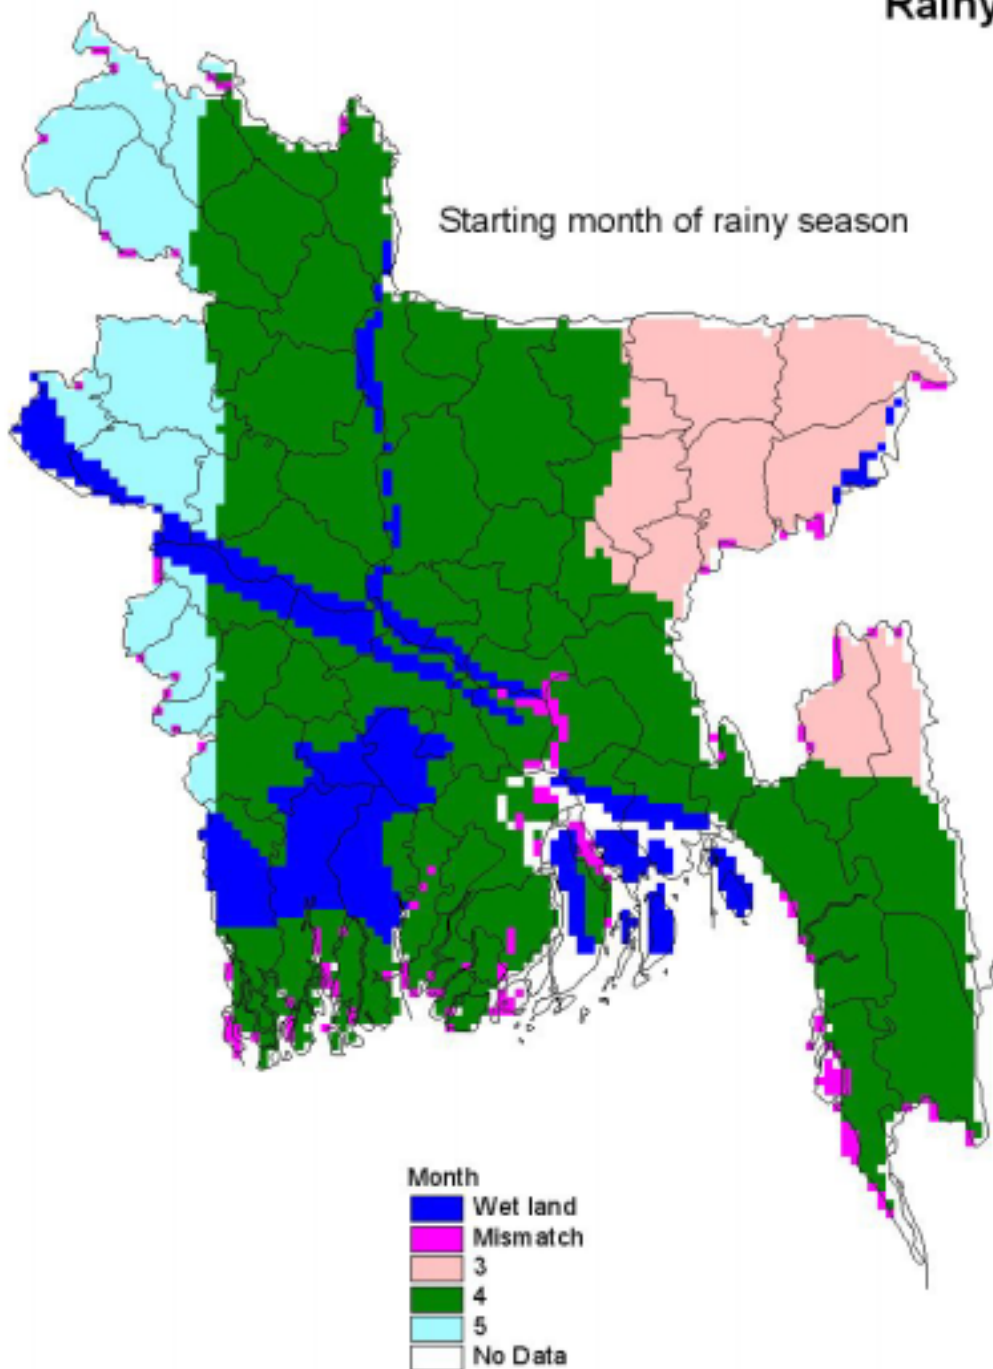 Rainy
Starting month of rainy season
Month
Wet land
Mismatch
3
4
5
No Data